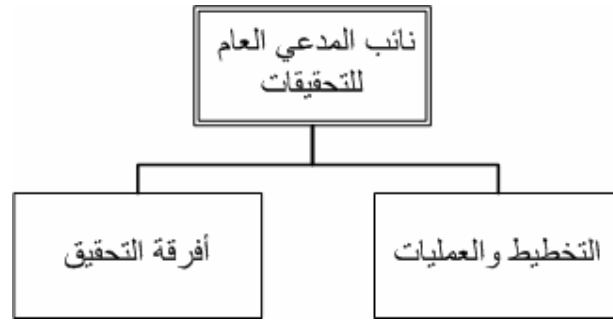 نائب المدعي العام
للتحقيقات
التخطيط والعمليات
أفرقة التحقيق